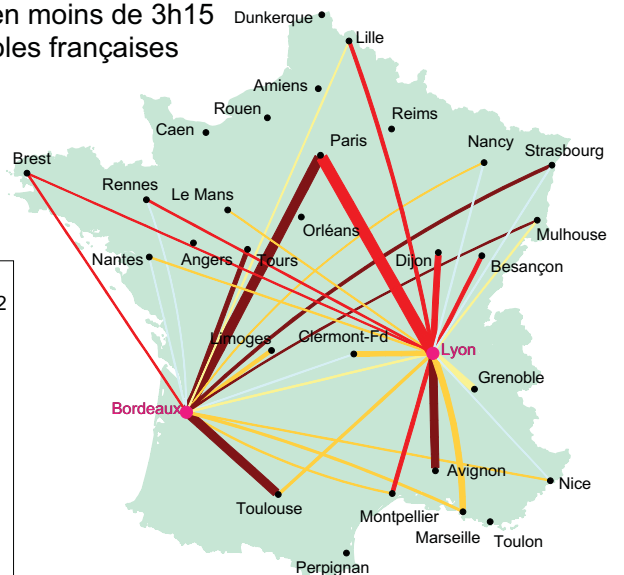 en moins de 3h15
oles françaises
Dunkerque
Lille
Amiens
Rouen
Reims
Caen
Paris
Nancy
Strasbourg
Brest
Rennes
Le Mans
Orléans
Mulhouse
Nantes
Angers
Tours
Dijon
Besançon
2
Limoges
Clermont-Fd
Lyon
Grenoble
Bordeaux
Avignon
Nice
Toulouse
Montpellier
Marseille
Toulon
Perpignan